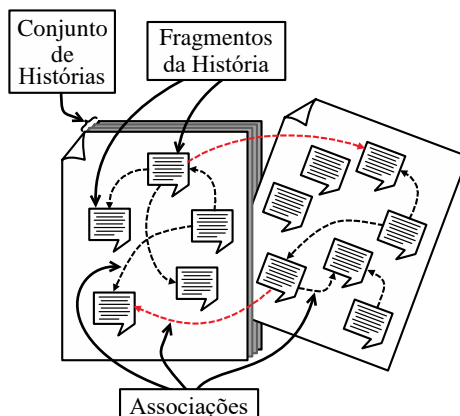 Conjunto
de
Histórias
Fragmentos
da História
Associações